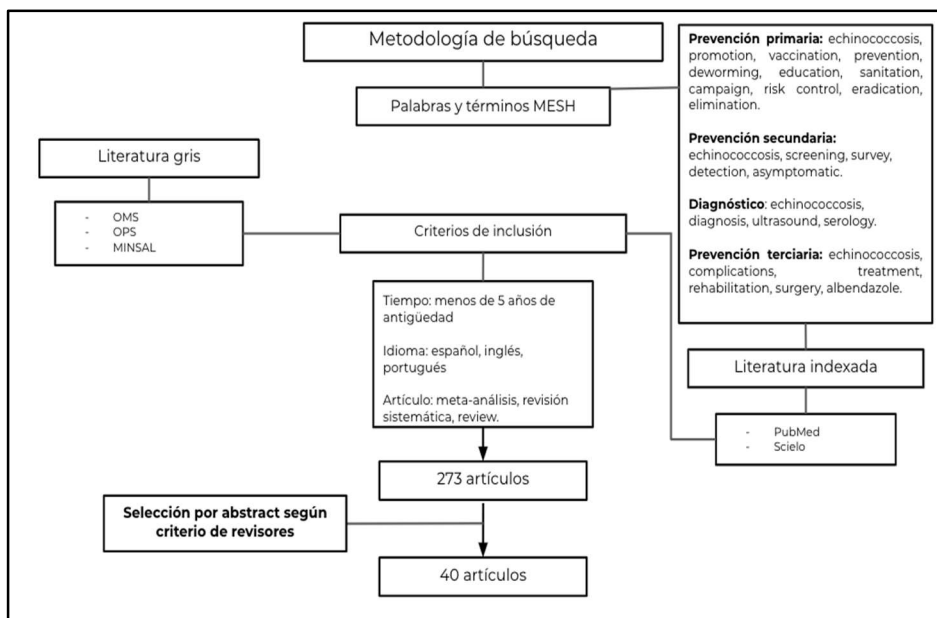 Metodología de búsqueda
Palabras y términos MESH
Prevención primaria: echinococcosis,
promotion, vaccination, prevention,
deworming, education, sanitation,
campaign, risk control, eradication,
elimination.
Prevención secundaria:
echinococcosis, screening, survey,
detection, asymptomatic.
Diagnóstico: echinococcosis,
diagnosis, ultrasound, serology.
Prevención terciaria: echinococcosis,
complications, treatment,
rehabilitation, surgery, albendazole.
Literatura gris
- OMS
- OPS
- MINSAL
Criterios de inclusión
Tiempo: menos de 5 años de
antigüedad
Idioma: español, inglés,
portugués
Artículo: meta-análisis, revisión
sistemática, review.
Literatura indexada
- PubMed
- Scielo
273 artículos
Selección por abstract según
criterio de revisores
40 artículos